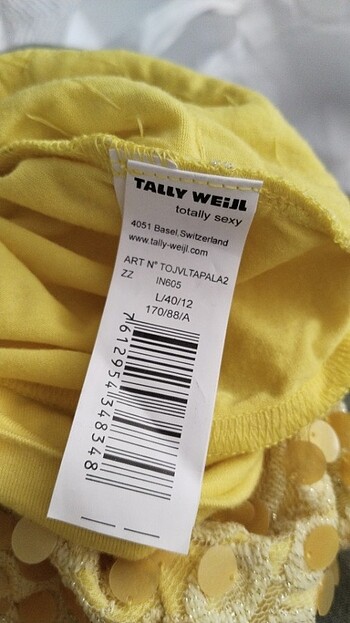 TALLY WEiJL
totally sexy
4051 Basel,Switzerland
www.tally-weijl.com
ART N° TOJVLTAPALA2
ZZ IN605
L/40/12
170/88/A
7612954348348